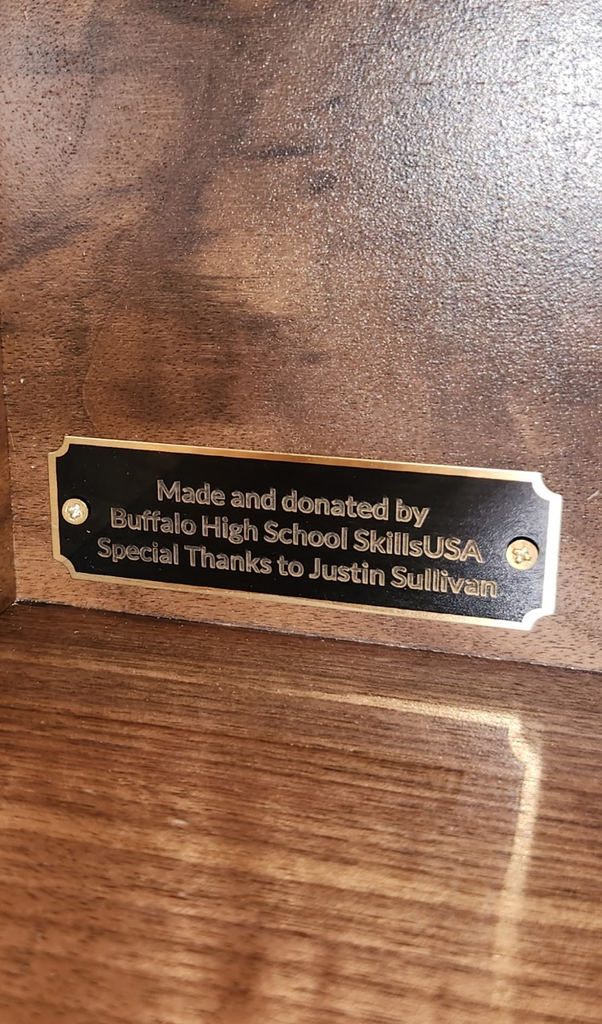 Made and donated by
Buffalo High School SkillsUSA
Special Thanks to Justin Sullivan